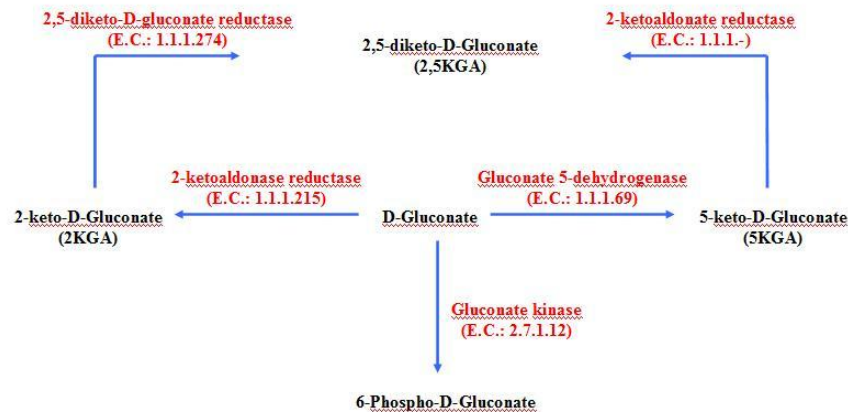 2,5-diketo-D-gluconate reductase
(E.C.: 1.1.1.274)
2,5-diketo-D-Gluconate
(2,5KGA)
2-ketoaldonate reductase
(E.C.: 1.1.1.-)
2-ketoaldonase reductase
(E.C.: 1.1.1.215)
Gluconate 5-dehydrogenase
(E.C.: 1.1.1.69)
2-keto-D-Gluconate
(2KGA)
D-Gluconate
5-keto-D-Gluconate
(5KGA)
Gluconate kinase
(E.C.: 2.7.1.12)
6-Phospho-D-Gluconate